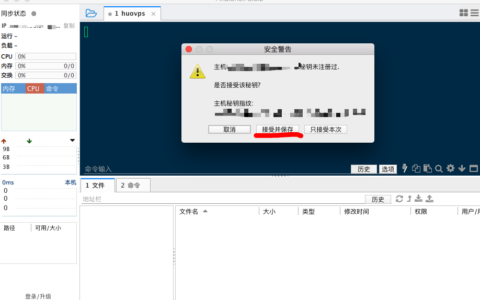 同步状态
IP
复制
运行 -
负载 -
CPU 0%
内存 0% 0/0
交换 0% 0/0
内存 CPU 命令
98
68
38
0ms 本机
0
0
0
路径 可用/大小
登录/升级
1 huovps ×
安全警告
主机 秘钥未注册过.
是否接受该秘钥?
主机秘钥指纹:
取消 接受并保存 只接受本次
命令输入 历史 选项
1 文件 2 命令
地址栏 历史
文件名 大小 类型 修改时间 权限 用户/